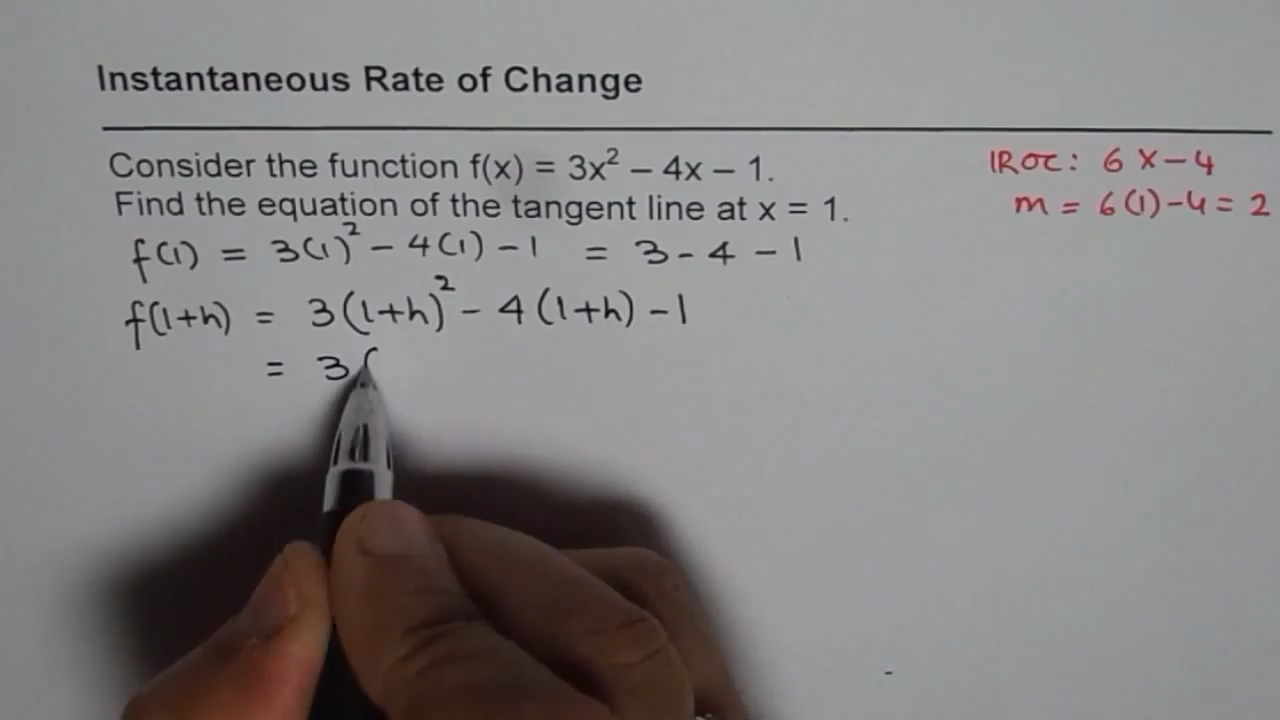 Instantaneous Rate of Change
Consider the function f(x) = 3x² – 4x – 1.
Find the equation of the tangent line at x = 1.
IROC: 6x-4
m = 6(1)-4 = 2
f(1) = 3(1)² - 4(1) - 1 = 3 - 4 - 1
f(1+h) = 3(1+h)² - 4(1+h) - 1
= 3(